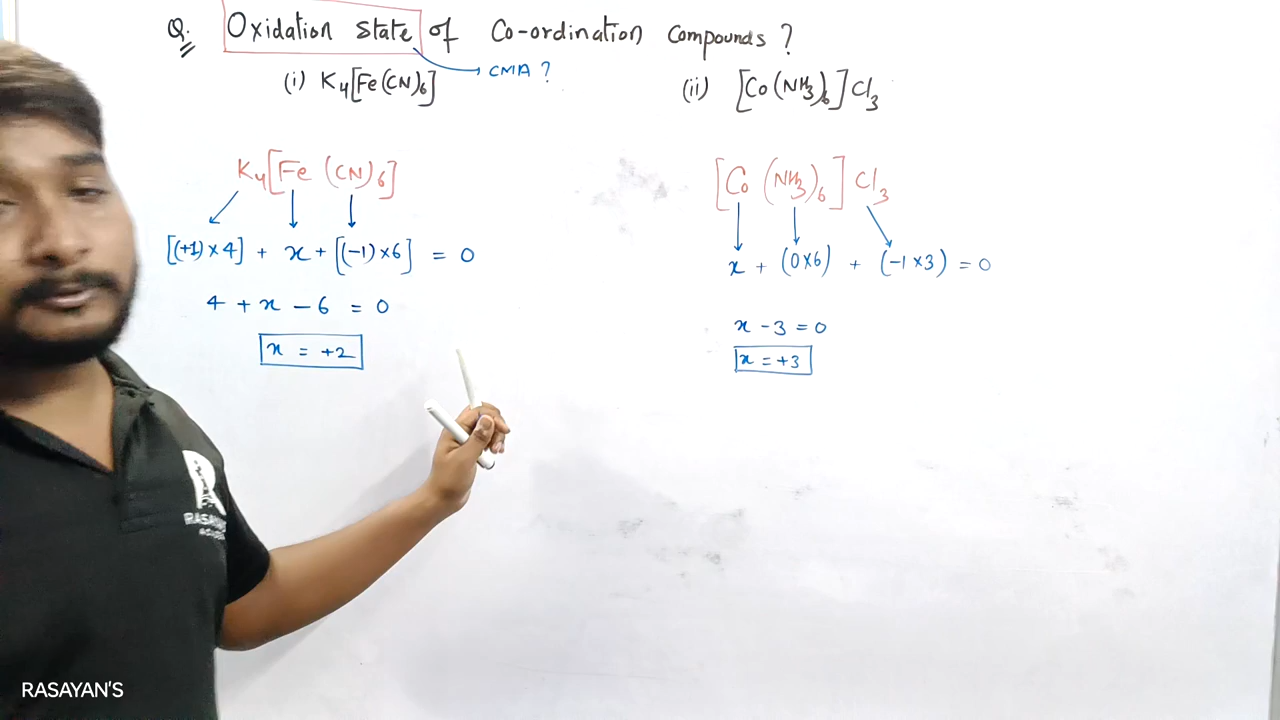 Q. Oxidation State of Co-ordination Compounds ?
CMA ?
(i) K4[Fe(CN)6]
(ii) [Co(NH3)6]Cl3
K4[Fe (CN)6]
[(+1)×4] + x + [(-1)×6] = 0
4 + x - 6 = 0
x = +2
[Co (NH3)6] Cl3
x + (0×6) + (-1×3) = 0
x - 3 = 0
x = +3
R
RASAYAN'S